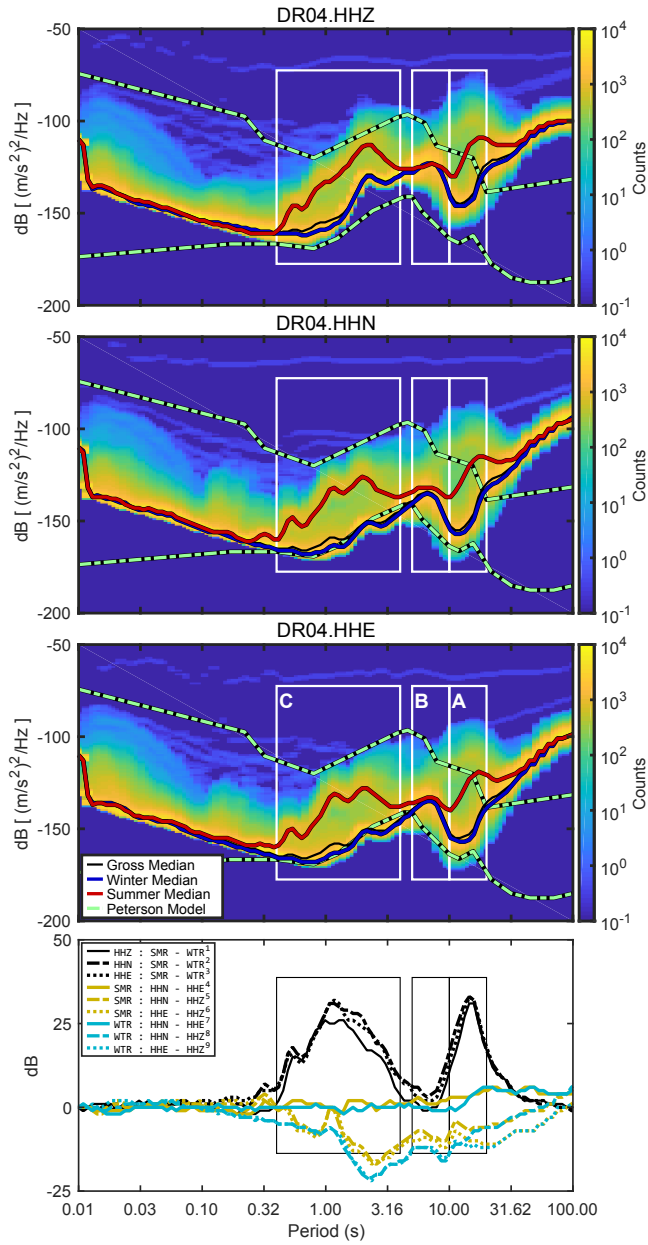 DR04.HHZ
-50
-100
-150
-200
dB [ (m/s²)²/Hz]
10⁴
10³
10²
10¹
10⁰
10⁻¹
Counts
DR04.HHN
-50
-100
-150
-200
dB [ (m/s²)²/Hz]
10⁴
10³
10²
10¹
10⁰
10⁻¹
Counts
DR04.HHE
-50
-100
-150
-200
dB [ (m/s²)²/Hz]
C B A
Gross Median
Winter Median
Summer Median
Peterson Model
10⁴
10³
10²
10¹
10⁰
10⁻¹
Counts
50
25
0
-25
dB
HHZ : SMR - WTR¹
HHN : SMR - WTR²
HHE : SMR - WTR³
SMR : HHN - HHE⁴
SMR : HHN - HHZ⁵
SMR : HHE - HHZ⁶
WTR : HHN - HHE⁷
WTR : HHN - HHZ⁸
WTR : HHE - HHZ⁹
0.01 0.03 0.10 0.32 1.00 3.16 10.00 31.62 100.00
Period (s)